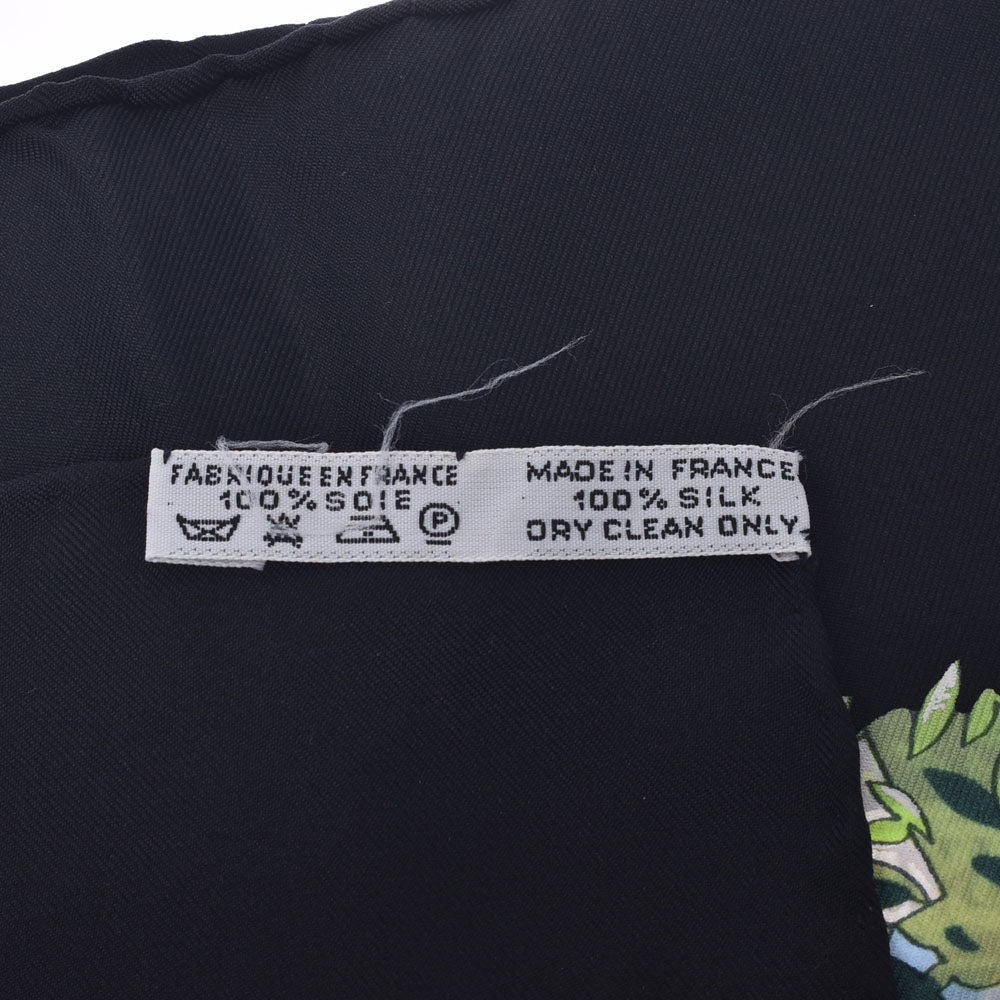 FABRIQUE EN FRANCE
100% SOIE
P
MADE IN FRANCE
100% SILK
DRY CLEAN ONLY